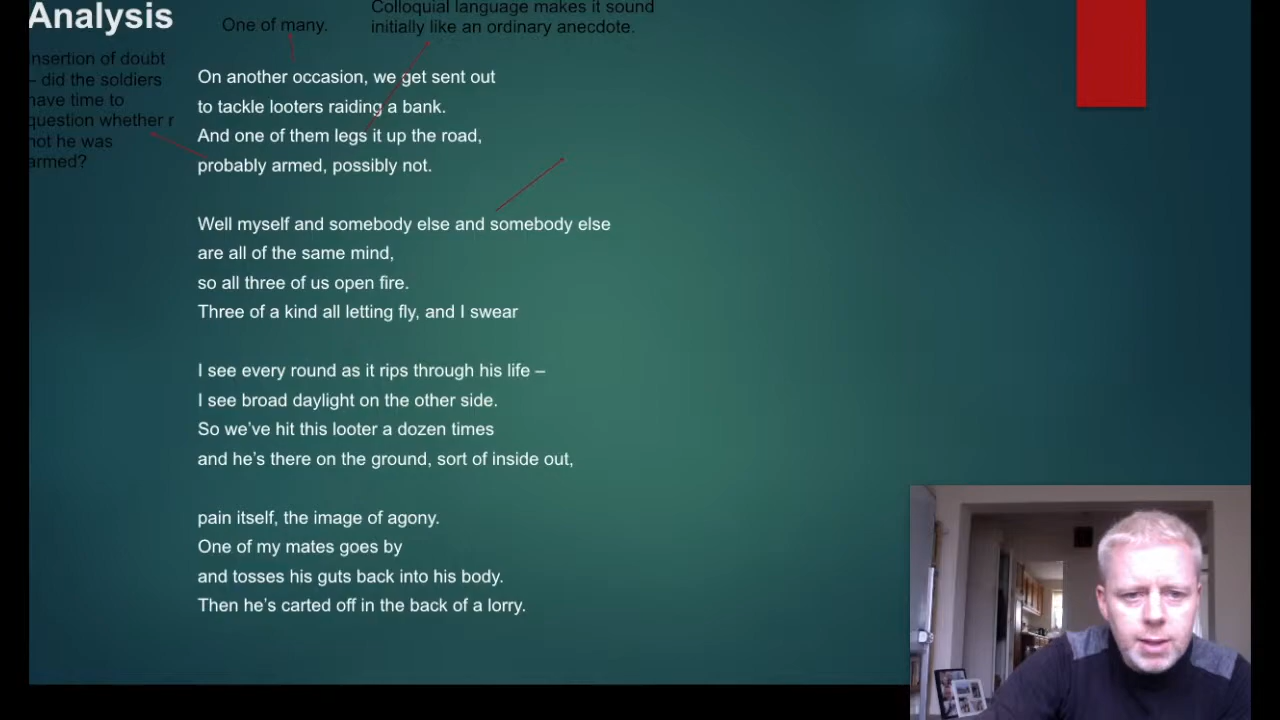 Analysis
One of many.
Colloquial language makes it sound
initially like an ordinary anecdote.
Insertion of doubt
– did the soldiers
have time to
question whether r
not he was
armed?
On another occasion, we get sent out
to tackle looters raiding a bank.
And one of them legs it up the road,
probably armed, possibly not.
Well myself and somebody else and somebody else
are all of the same mind,
so all three of us open fire.
Three of a kind all letting fly, and I swear
I see every round as it rips through his life –
I see broad daylight on the other side.
So we’ve hit this looter a dozen times
and he’s there on the ground, sort of inside out,
pain itself, the image of agony.
One of my mates goes by
and tosses his guts back into his body.
Then he’s carted off in the back of a lorry.